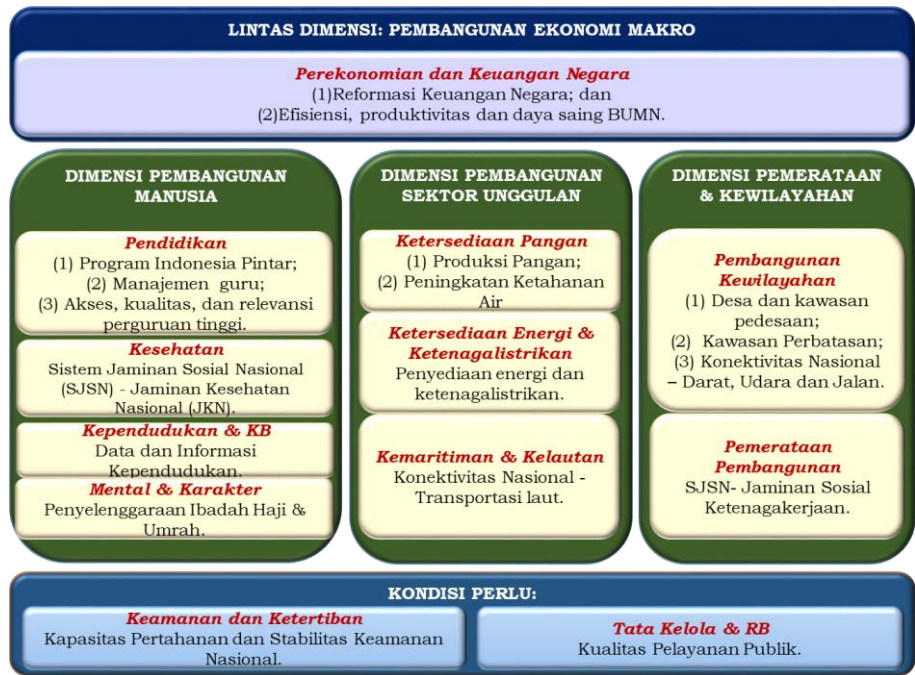 LINTAS DIMENSI: PEMBANGUNAN EKONOMI MAKRO
Perekonomian dan Keuangan Negara
(1)Reformasi Keuangan Negara; dan
(2)Efisiensi, produktivitas dan daya saing BUMN.
DIMENSI PEMBANGUNAN
MANUSIA
Pendidikan
(1) Program Indonesia Pintar;
(2) Manajemen guru;
(3) Akses, kualitas, dan relevansi
perguruan tinggi.
Kesehatan
Sistem Jaminan Sosial Nasional
(SJSN) - Jaminan Kesehatan
Nasional (JKN).
Kependudukan & KB
Data dan Informasi
Kependudukan.
Mental & Karakter
Penyelenggaraan Ibadah Haji &
Umrah.
DIMENSI PEMBANGUNAN
SEKTOR UNGGULAN
Ketersediaan Pangan
(1) Produksi Pangan;
(2) Peningkatan Ketahanan
Air
Ketersediaan Energi &
Ketenagalistrikan
Penyediaan energi dan
ketenagalistrikan.
Kemaritiman & Kelautan
Konektivitas Nasional -
Transportasi laut.
DIMENSI PEMERATAAN
& KEWILAYAHAN
Pembangunan
Kewilayahan
(1) Desa dan kawasan
pedesaan;
(2) Kawasan Perbatasan;
(3) Konektivitas Nasional
– Darat, Udara dan Jalan.
Pemerataan
Pembangunan
SJSN- Jaminan Sosial
Ketenagakerjaan.
KONDISI PERLU:
Keamanan dan Ketertiban
Kapasitas Pertahanan dan Stabilitas Keamanan
Nasional.
Tata Kelola & RB
Kualitas Pelayanan Publik.